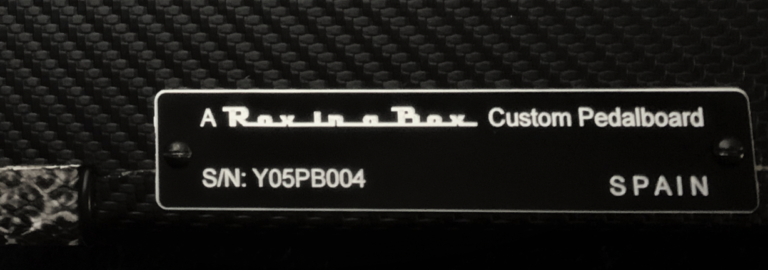 A Rox in a Box Custom Pedalboard
S/N: Y05PB004
SPAIN